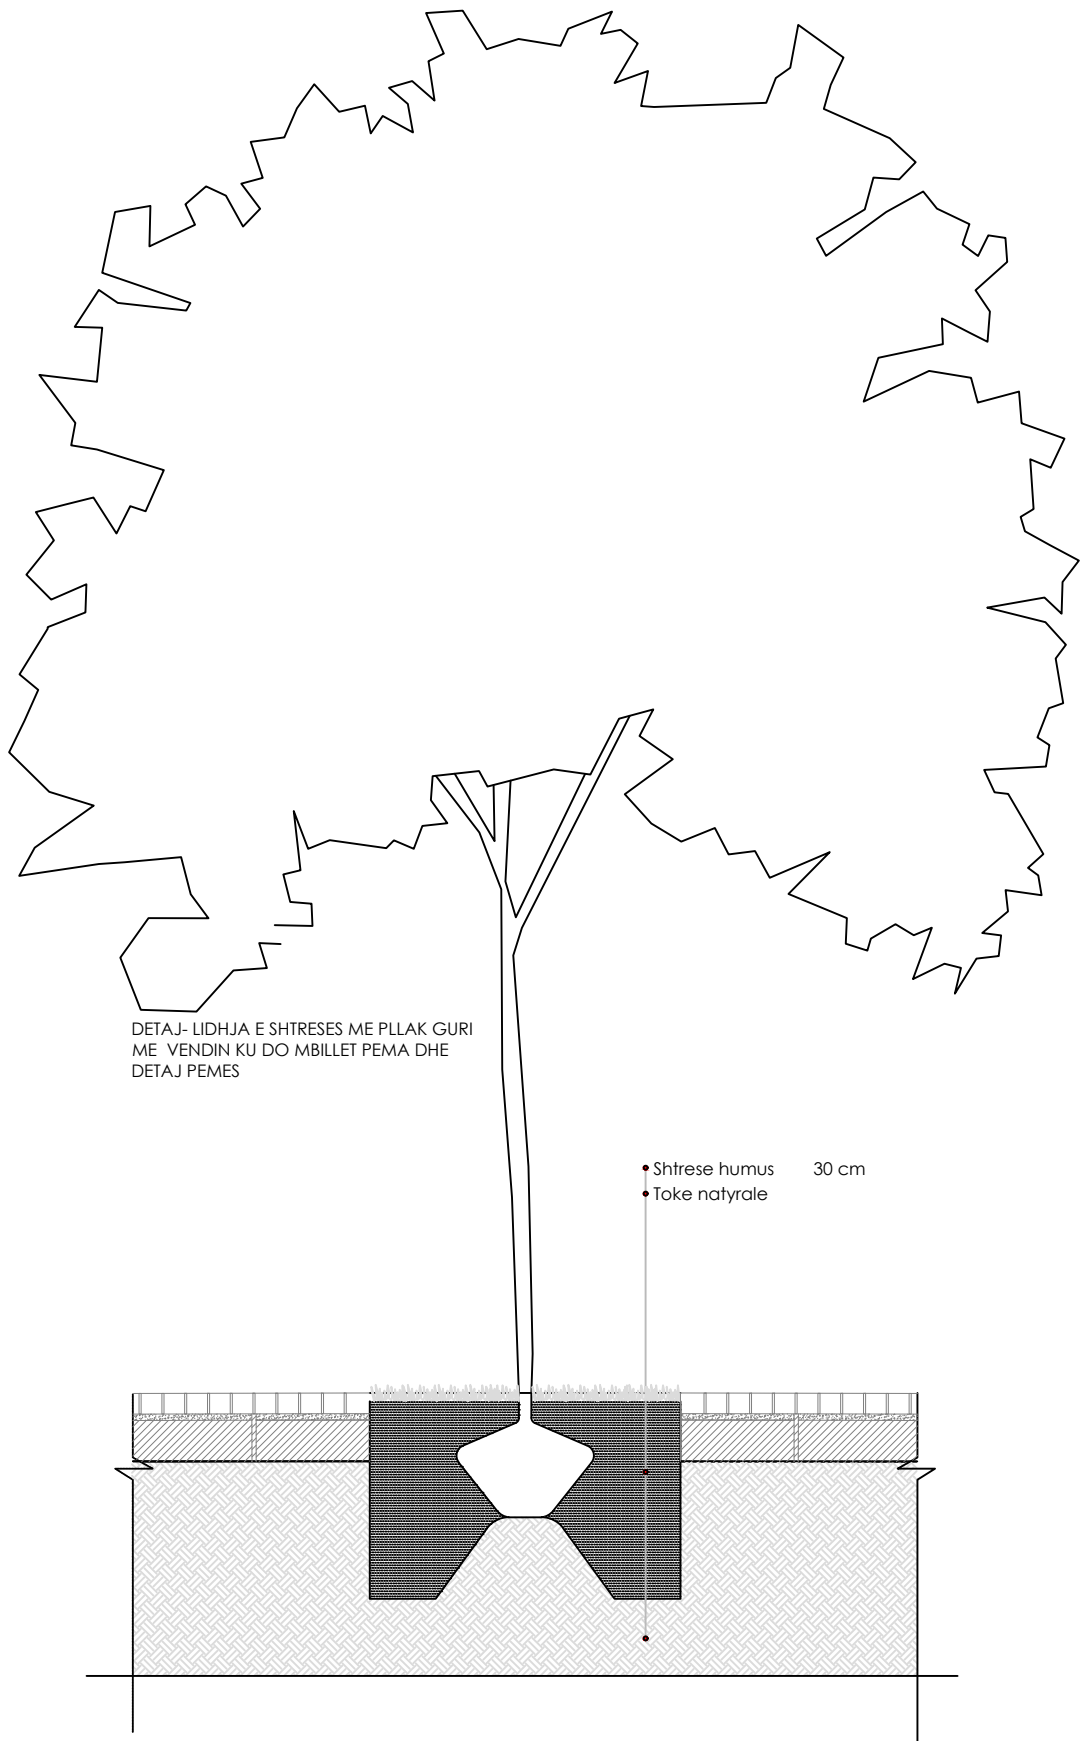 DETAJ- LIDHJA E SHTRESES ME PLLAK GURI
ME VENDIN KU DO MBILLET PEMA DHE
DETAJ PEMES
Shtrese humus 30 cm
Toke natyrale